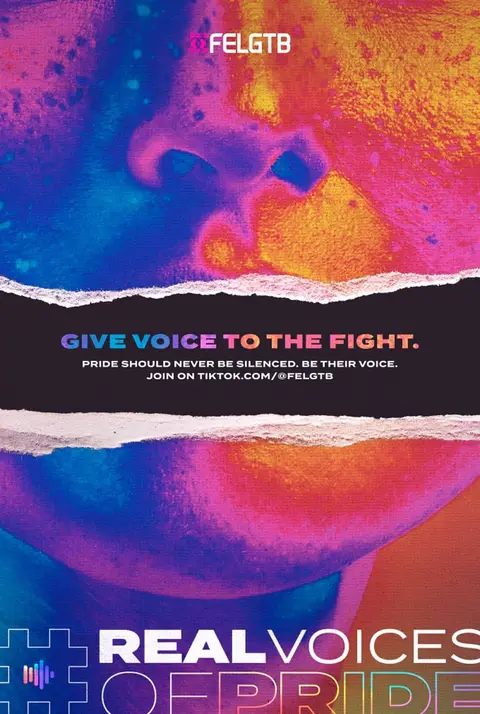 FELGTB
GIVE VOICE TO THE FIGHT.
PRIDE SHOULD NEVER BE SILENCED. BE THEIR VOICE.
JOIN ON TIKTOK.COM/@FELGTB
#REALVOICES
OFPRIDE